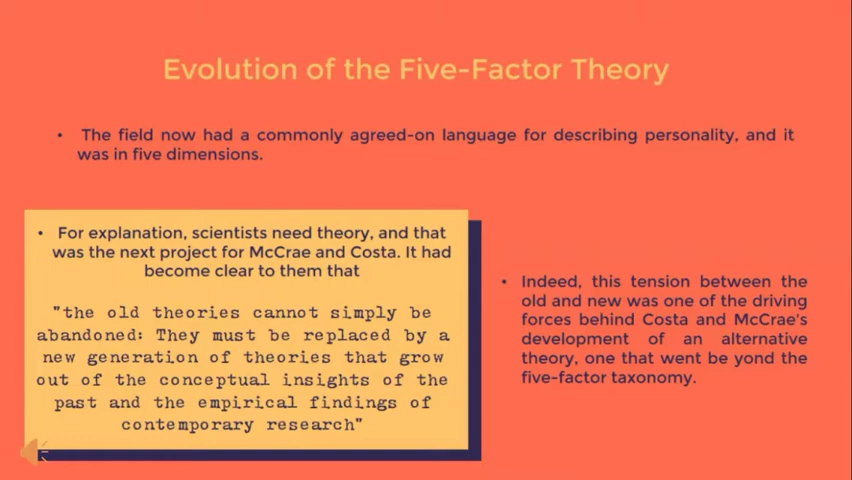 Evolution of the Five-Factor Theory
• The field now had a commonly agreed-on language for describing personality, and it
was in five dimensions.
• For explanation, scientists need theory, and that
was the next project for McCrae and Costa. It had
become clear to them that
"the old theories cannot simply be
abandoned: They must be replaced by a
new generation of theories that grow
out of the conceptual insights of the
past and the empirical findings of
contemporary research"
• Indeed, this tension between the
old and new was one of the driving
forces behind Costa and McCrae's
development of an alternative
theory, one that went be yond the
five-factor taxonomy.